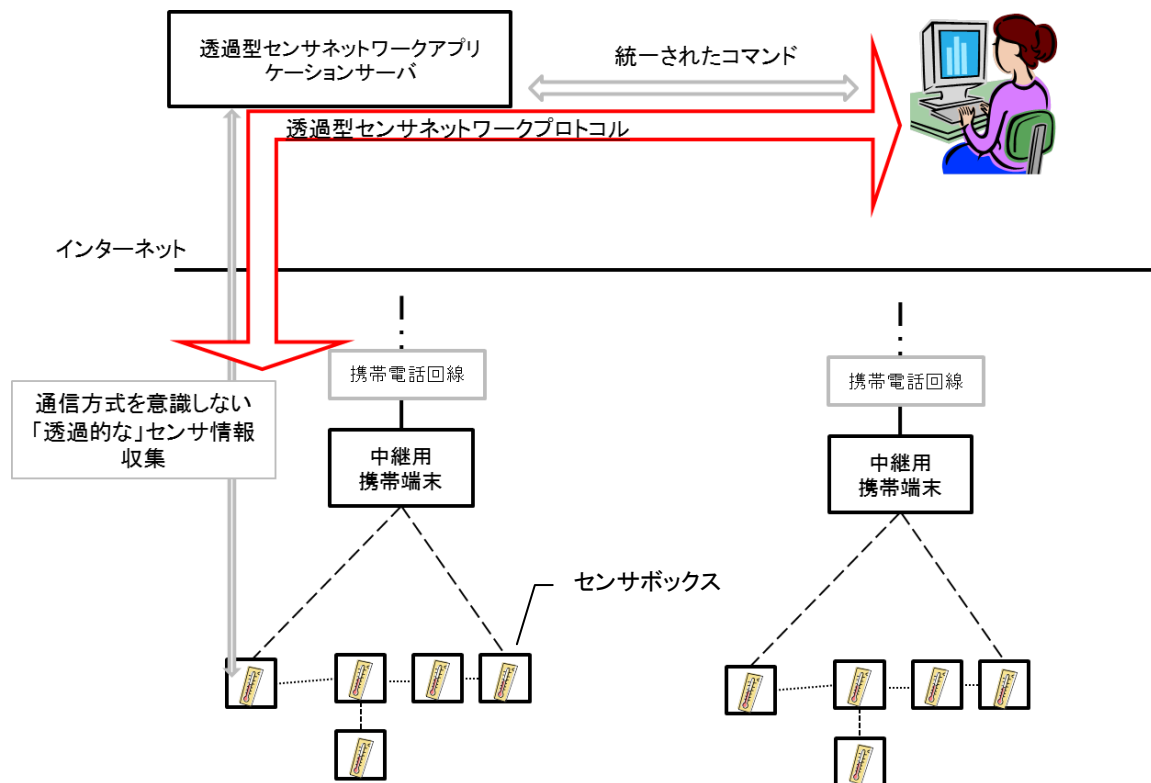 透過型センサネットワークアプリ
ケーションサーバ
統一されたコマンド
透過型センサネットワークプロトコル
インターネット
携帯電話回線
携帯電話回線
通信方式を意識しない
「透過的な」センサ情報
収集
中継用
携帯端末
中継用
携帯端末
センサボックス